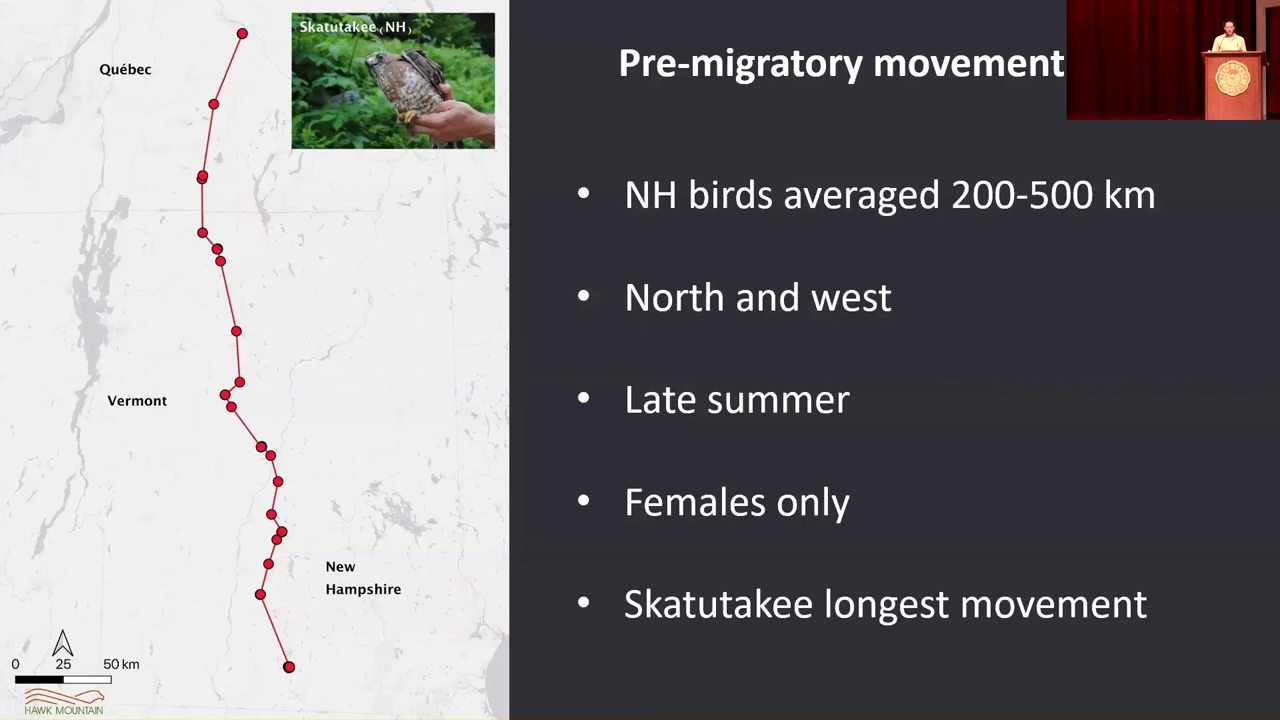 Québec
Skatutakee (NH)
Vermont
New
Hampshire
0 25 50 km
HAWK MOUNTAIN
Pre-migratory movement
• NH birds averaged 200-500 km
• North and west
• Late summer
• Females only
• Skatutakee longest movement